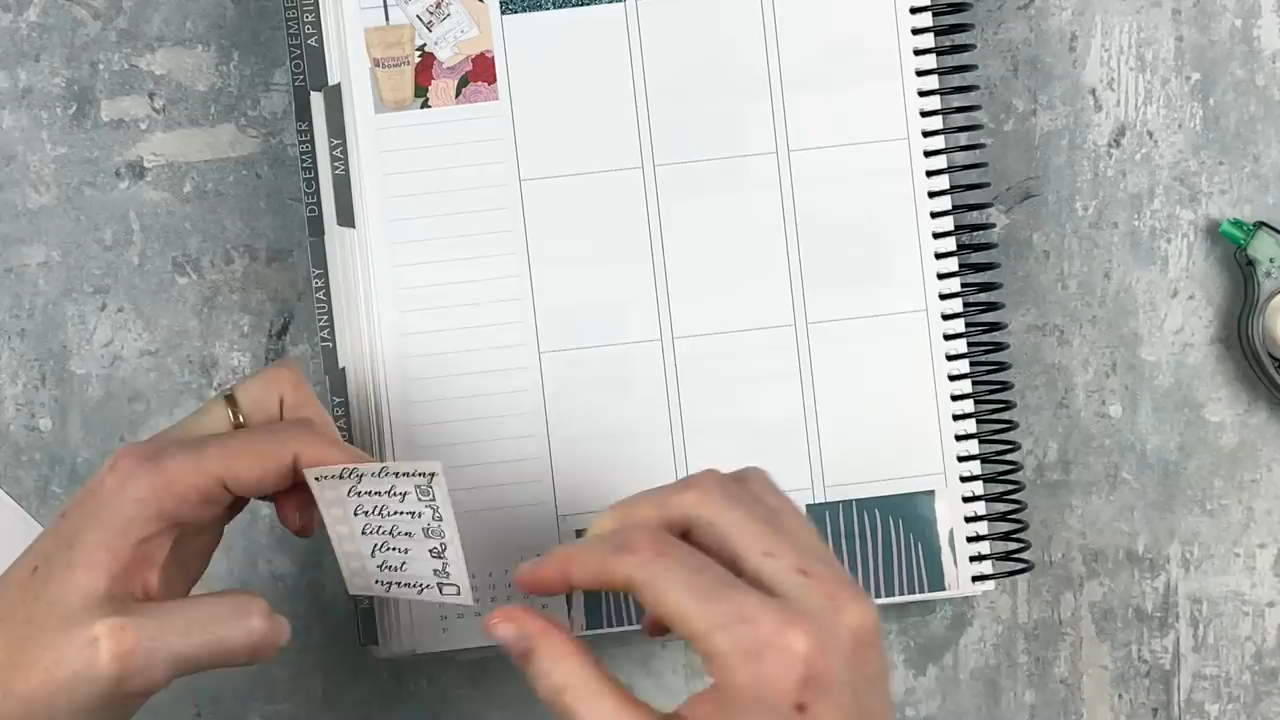 NOVEMBER
APRIL
DECEMBER
MAY
JANUARY
DUNKIN'
DONUTS
weekly cleaning
laundry
bathrooms
kitchen
floors
dust
organize